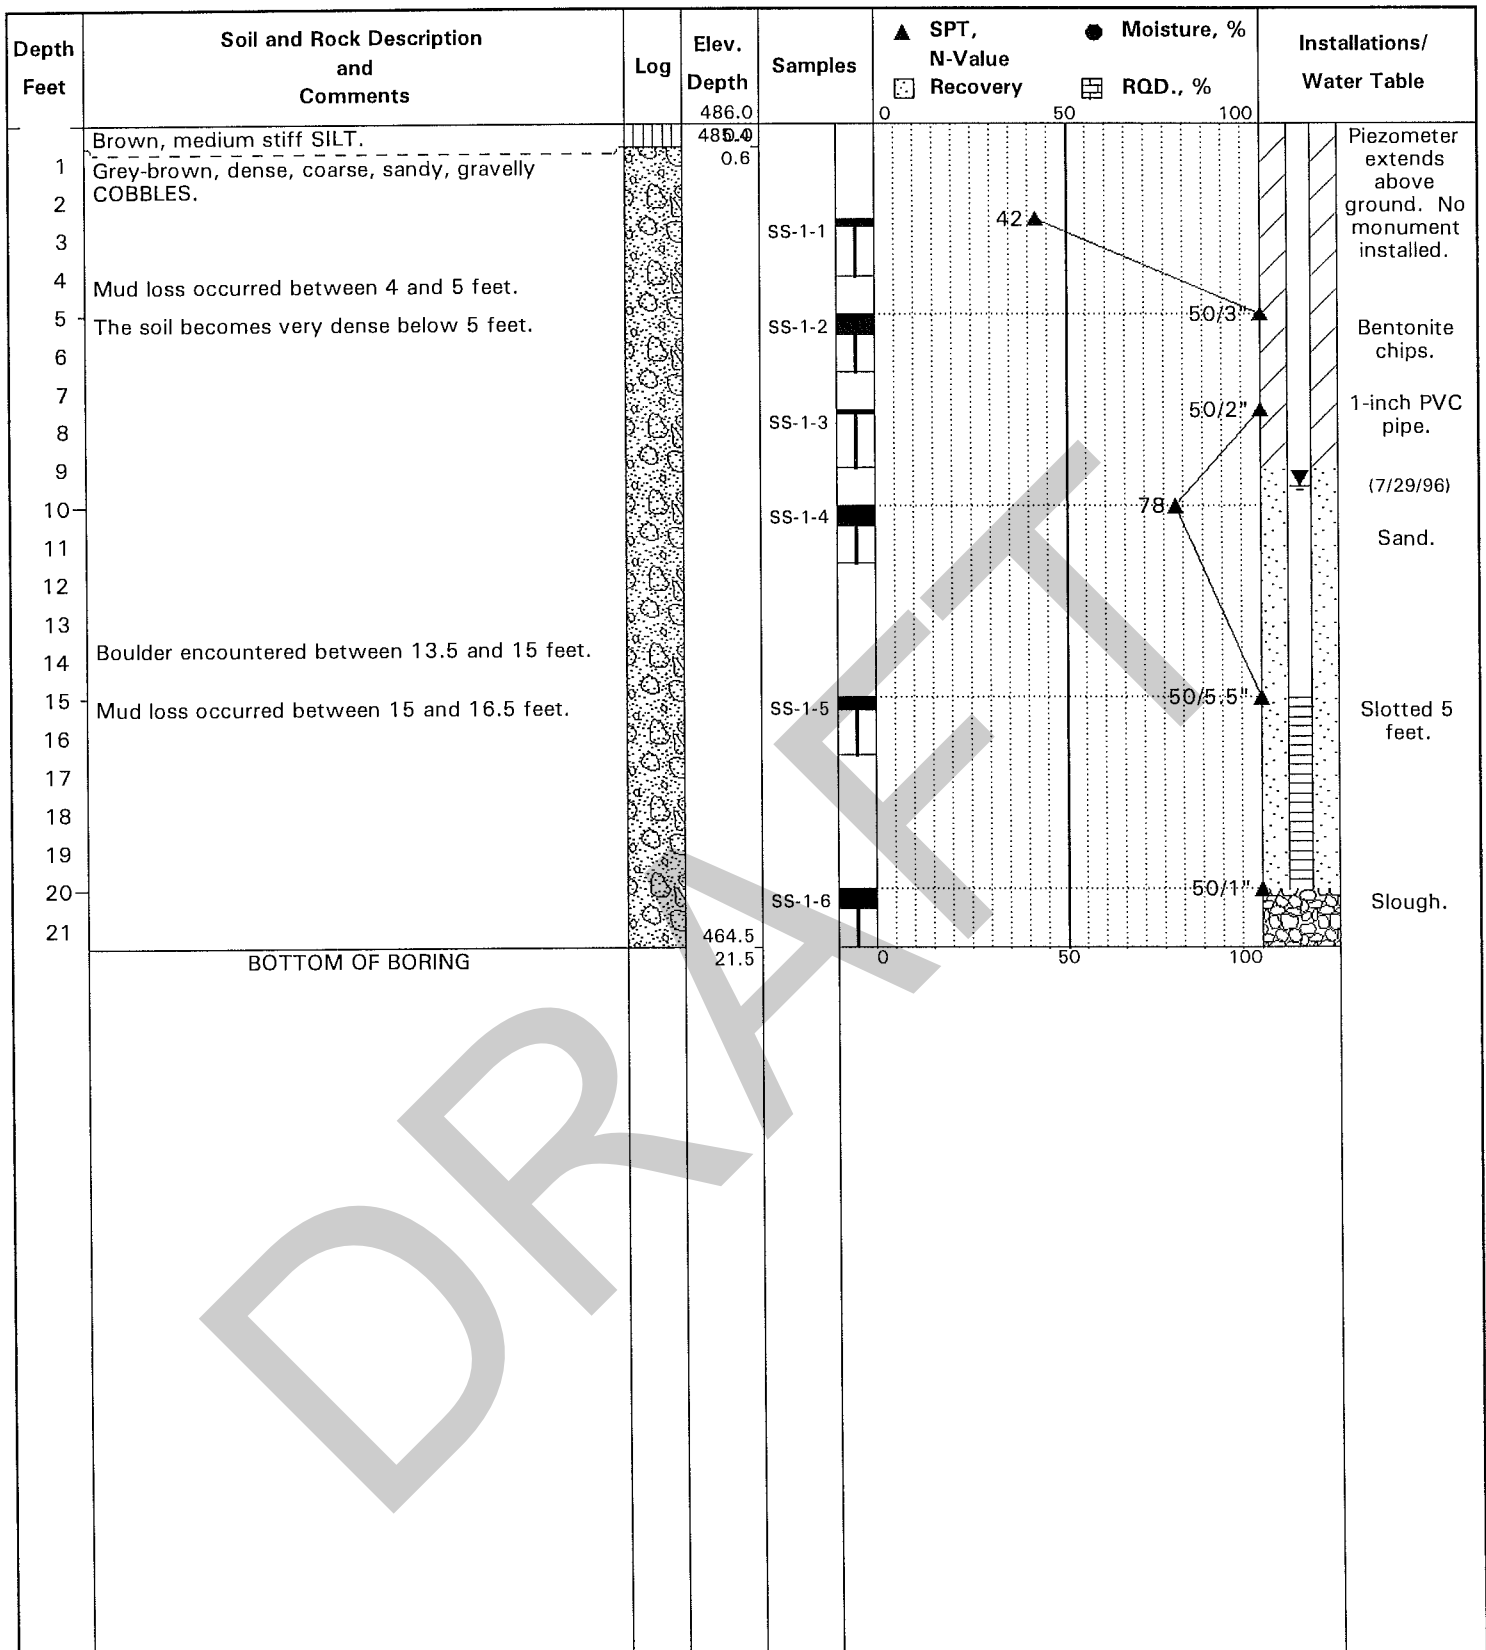 Depth
Feet
Soil and Rock Description
and
Comments
Log
Elev.
Depth
486.0
Samples
▲ SPT,
N-Value
● Moisture, %
Recovery
RQD., %
0 50 100
Installations/
Water Table
Brown, medium stiff SILT.
0.6
1
Grey-brown, dense, coarse, sandy, gravelly
COBBLES.
2
3
4
Mud loss occurred between 4 and 5 feet.
5
The soil becomes very dense below 5 feet.
6
7
8
9
10
11
12
13
Boulder encountered between 13.5 and 15 feet.
14
15
Mud loss occurred between 15 and 16.5 feet.
16
17
18
19
20
21
464.5
21.5
BOTTOM OF BORING
SS-1-1
SS-1-2
SS-1-3
SS-1-4
SS-1-5
SS-1-6
42
50/3"
50/2"
78
50/5.5"
50/1"
0 50 100
Piezometer
extends
above
ground. No
monument
installed.
Bentonite
chips.
1-inch PVC
pipe.
(7/29/96)
Sand.
Slotted 5
feet.
Slough.
DRAFT